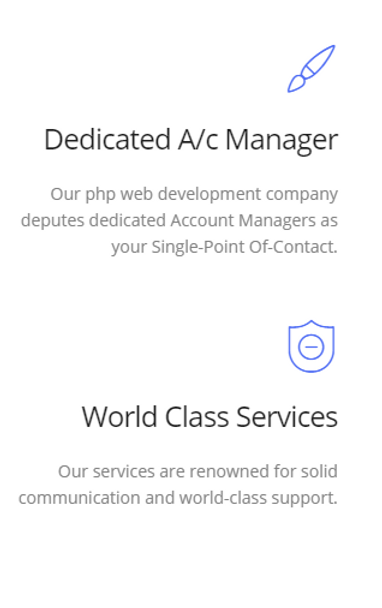 Dedicated A/c Manager
Our php web development company
deputes dedicated Account Managers as
your Single-Point Of-Contact.
World Class Services
Our services are renowned for solid
communication and world-class support.